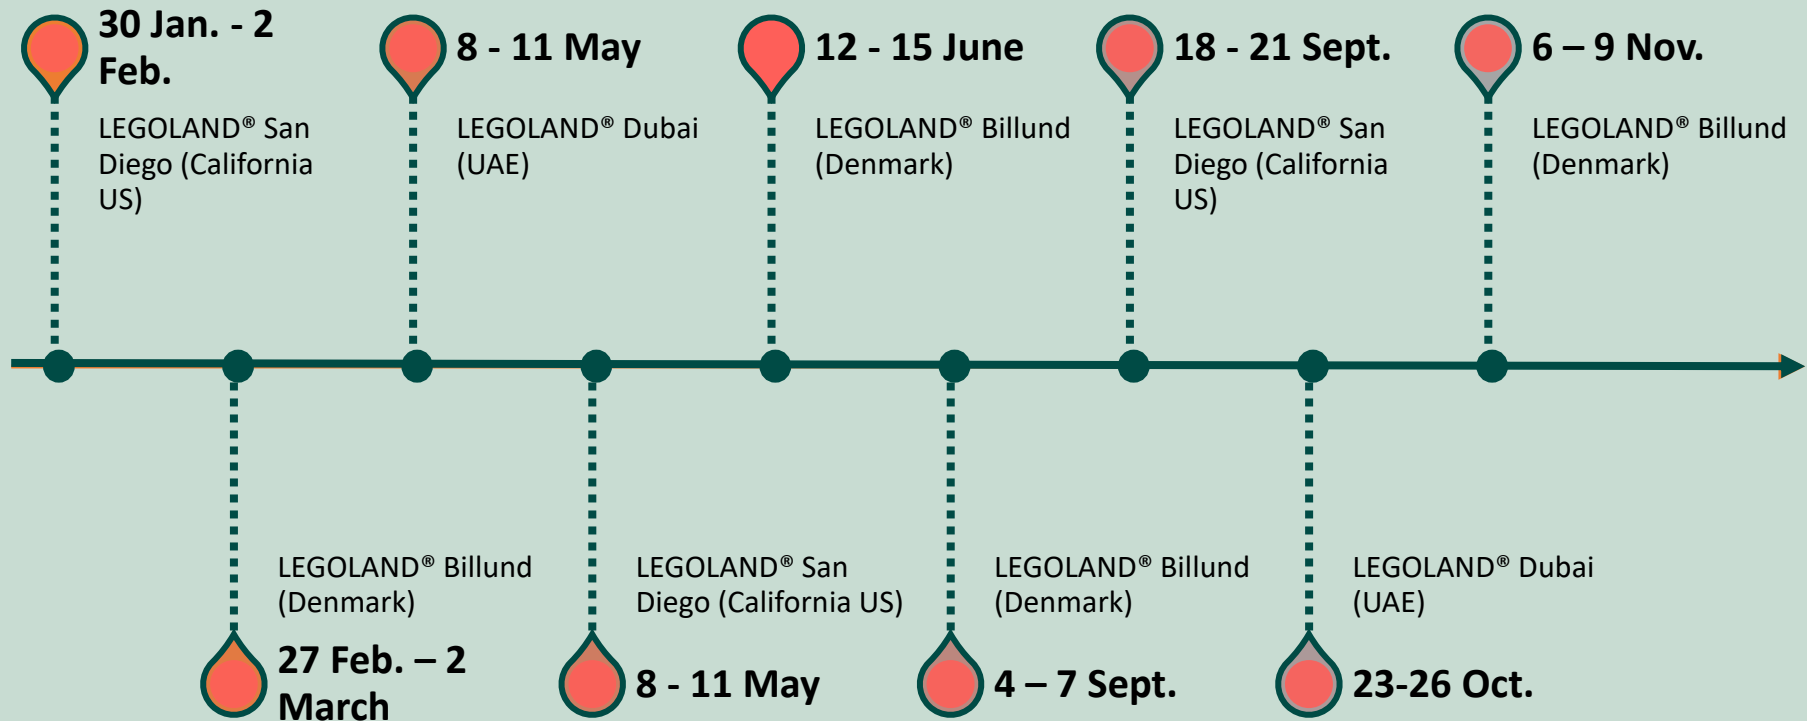 30 Jan. - 2
Feb.
LEGOLAND® San
Diego (California
US)
8 - 11 May
LEGOLAND® Dubai
(UAE)
12 - 15 June
LEGOLAND® Billund
(Denmark)
18 - 21 Sept.
LEGOLAND® San
Diego (California
US)
6 – 9 Nov.
LEGOLAND® Billund
(Denmark)
LEGOLAND® Billund
(Denmark)
27 Feb. – 2
March
LEGOLAND® San
Diego (California US)
8 - 11 May
LEGOLAND® Billund
(Denmark)
4 – 7 Sept.
LEGOLAND® Dubai
(UAE)
23-26 Oct.